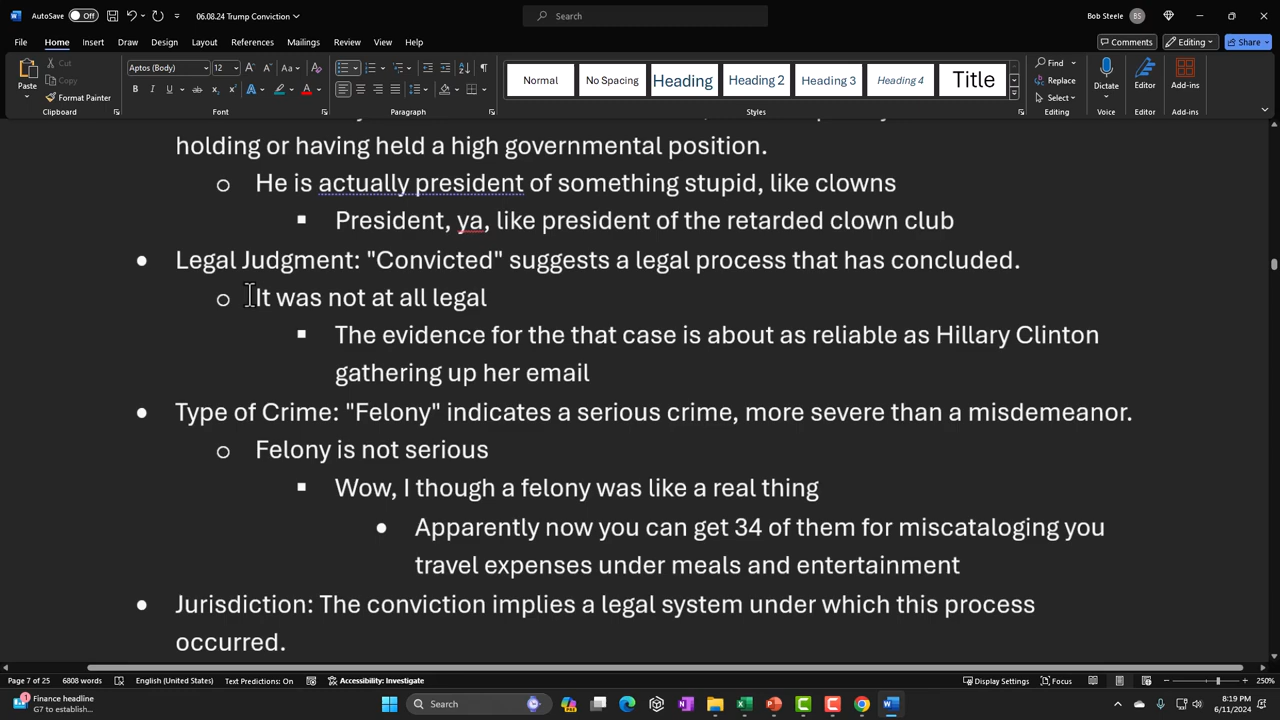 AutoSave Off 06.08.24 Trump Conviction Search Bob Steele BS
File Home Insert Draw Design Layout References Mailings Review View Help Comments Editing Share
Paste Cut Copy Format Painter Aptos (Body) 12 Normal No Spacing Heading Heading 2 Heading 3 Heading 4 Title Find Replace Select Dictate Editor Add-ins
Clipboard Font Paragraph Styles Editing Voice Editor Add-ins
holding or having held a high governmental position.
o He is actually president of something stupid, like clowns
▪ President, ya, like president of the retarded clown club
• Legal Judgment: "Convicted" suggests a legal process that has concluded.
o It was not at all legal
▪ The evidence for the that case is about as reliable as Hillary Clinton
gathering up her email
• Type of Crime: "Felony" indicates a serious crime, more severe than a misdemeanor.
o Felony is not serious
▪ Wow, I though a felony was like a real thing
• Apparently now you can get 34 of them for miscataloging you
travel expenses under meals and entertainment
• Jurisdiction: The conviction implies a legal system under which this process
occurred.
Page 7 of 25 6808 words English (United States) Text Predictions: On Accessibility: Investigate Display Settings Focus 250%
Finance headline
G7 to establish... Search 8:19 PM
6/11/2024